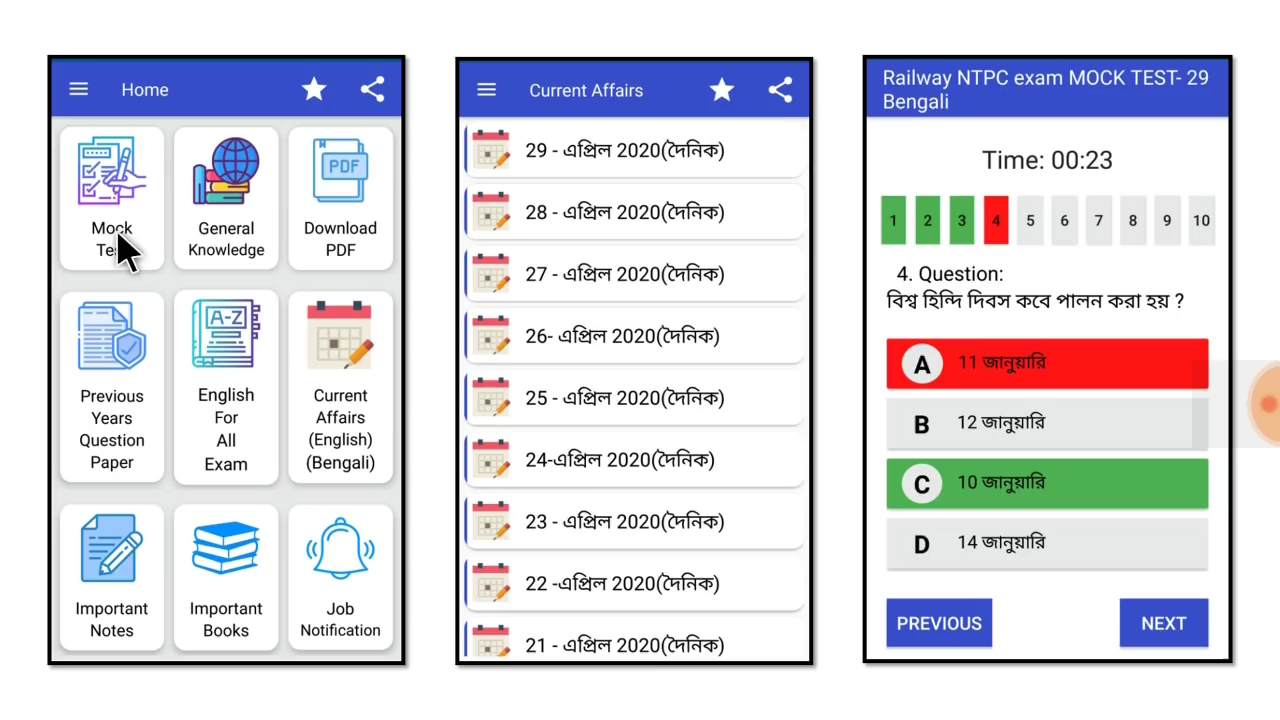 Home
Mock
Te
General
Knowledge
PDF
Download
PDF
Previous
Years
Question
Paper
A-Z
English
For
All
Exam
Current
Affairs
(English)
(Bengali)
Important
Notes
Important
Books
Job
Notification
Current Affairs
29 - এপ্রিল 2020(দৈনিক)
28 - এপ্রিল 2020(দৈনিক)
27 - এপ্রিল 2020(দৈনিক)
26- এপ্রিল 2020(দৈনিক)
25 - এপ্রিল 2020(দৈনিক)
24-এপ্রিল 2020(দৈনিক)
23 - এপ্রিল 2020(দৈনিক)
22 -এপ্রিল 2020(দৈনিক)
21 - এপ্রিল 2020(দৈনিক)
Railway NTPC exam MOCK TEST- 29
Bengali
Time: 00:23
1 2 3 4 5 6 7 8 9 10
4. Question:
বিশ্ব হিন্দি দিবস কবে পালন করা হয় ?
A 11 জানুয়ারি
B 12 জানুয়ারি
C 10 জানুয়ারি
D 14 জানুয়ারি
PREVIOUS NEXT